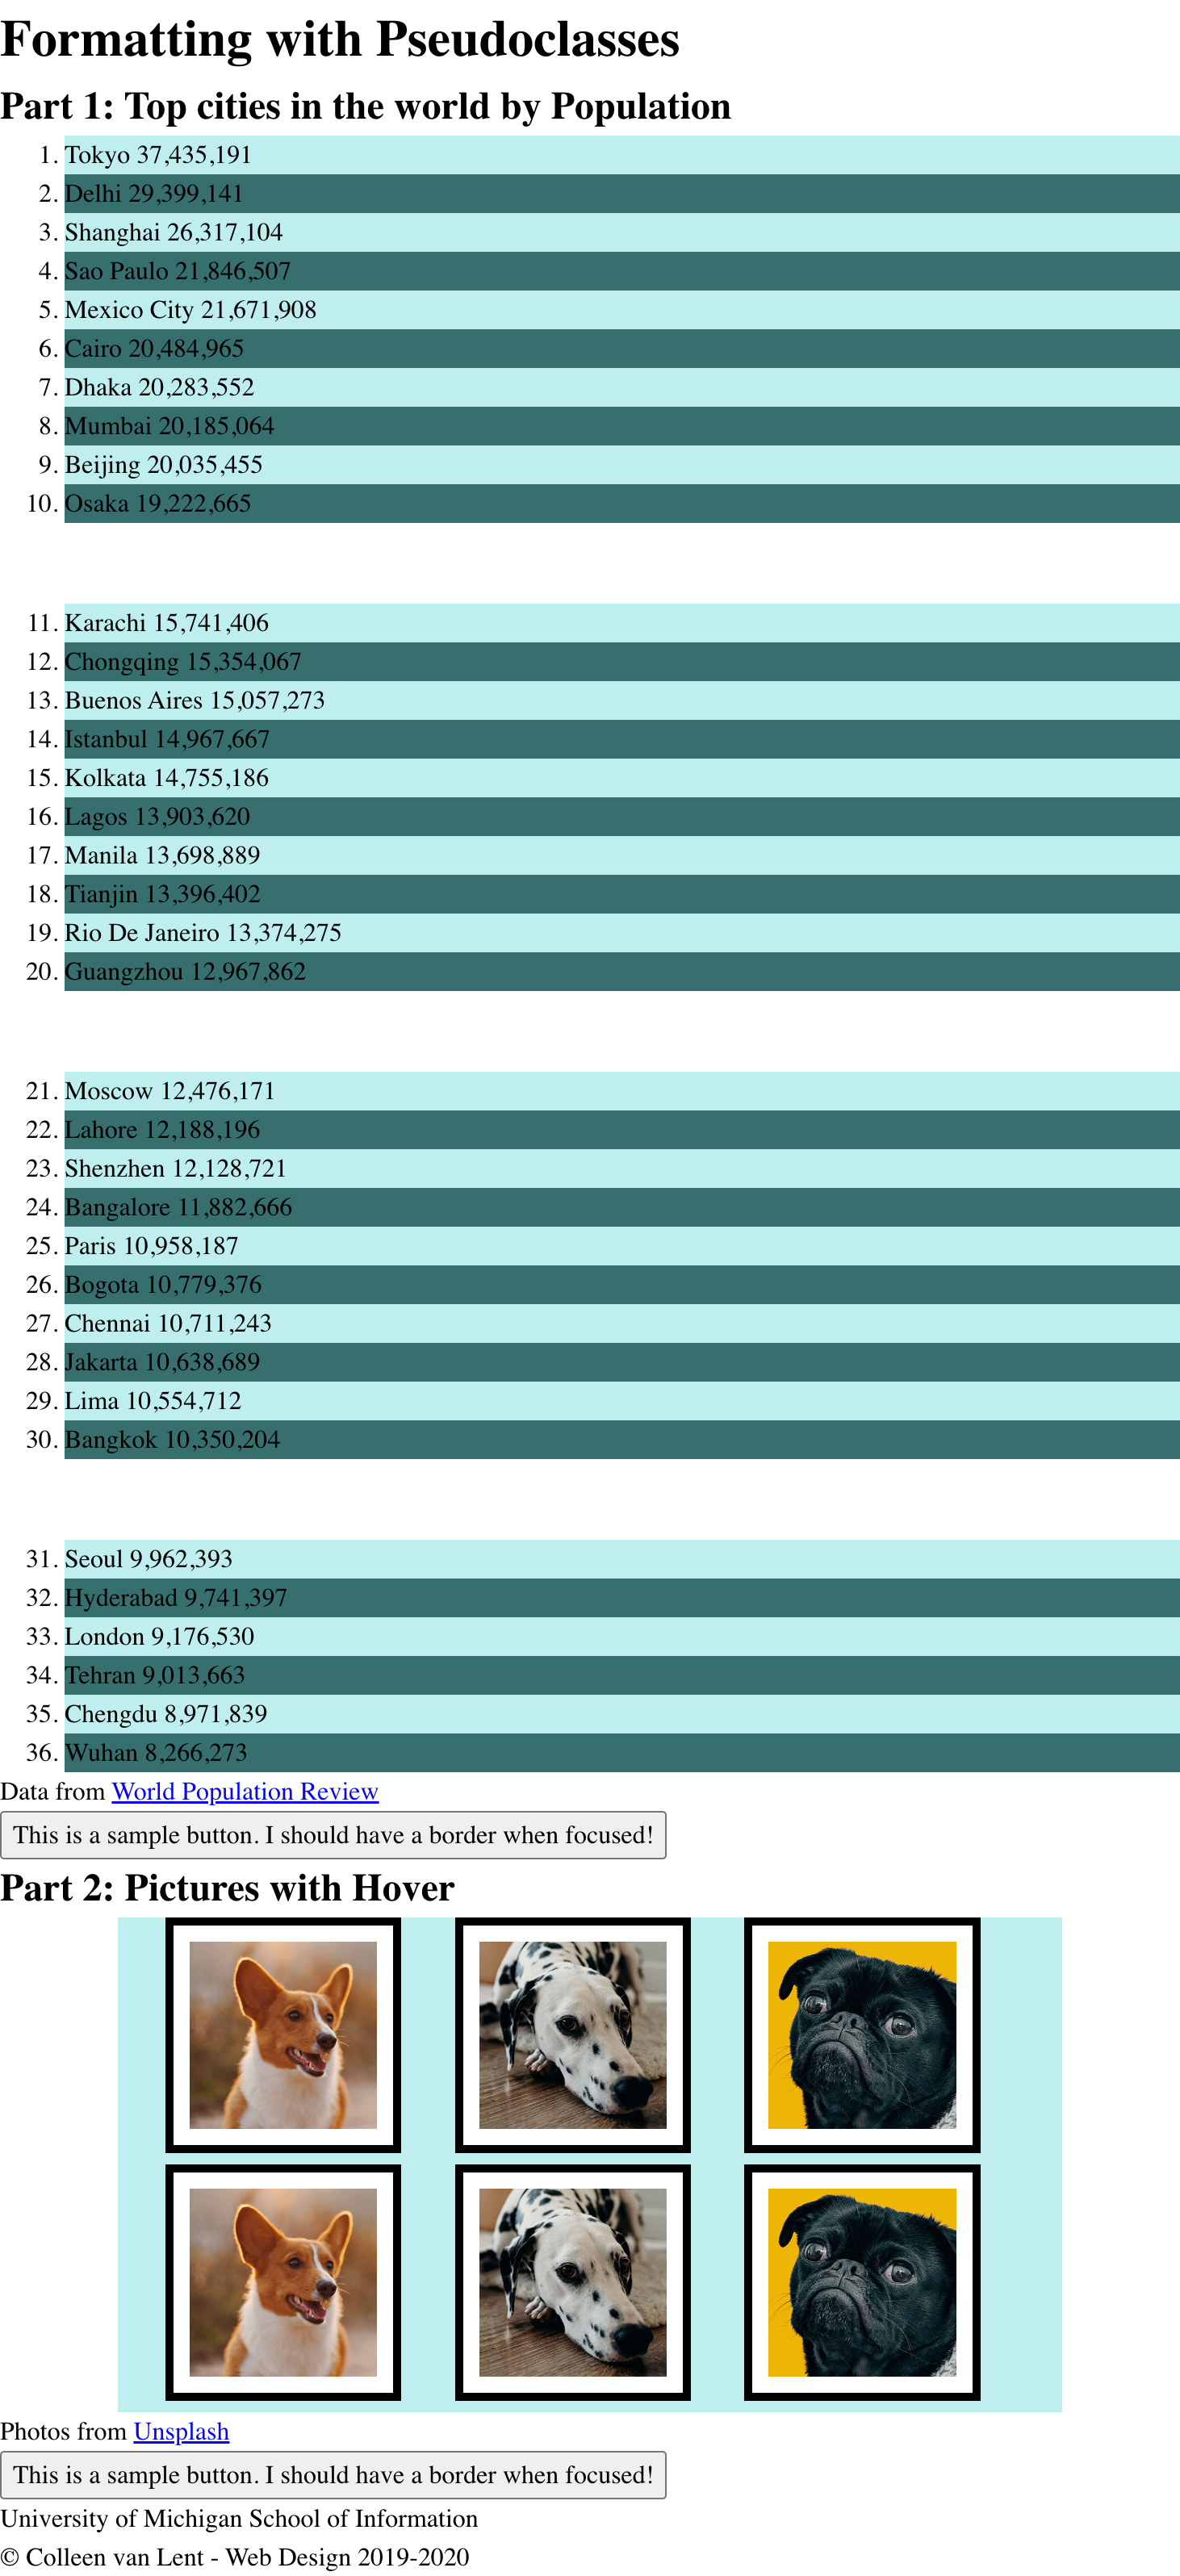 Formatting with Pseudoclasses
Part 1: Top cities in the world by Population
1. Tokyo 37,435,191
2. Delhi 29,399,141
3. Shanghai 26,317,104
4. Sao Paulo 21,846,507
5. Mexico City 21,671,908
6. Cairo 20,484,965
7. Dhaka 20,283,552
8. Mumbai 20,185,064
9. Beijing 20,035,455
10. Osaka 19,222,665
11. Karachi 15,741,406
12. Chongqing 15,354,067
13. Buenos Aires 15,057,273
14. Istanbul 14,967,667
15. Kolkata 14,755,186
16. Lagos 13,903,620
17. Manila 13,698,889
18. Tianjin 13,396,402
19. Rio De Janeiro 13,374,275
20. Guangzhou 12,967,862
21. Moscow 12,476,171
22. Lahore 12,188,196
23. Shenzhen 12,128,721
24. Bangalore 11,882,666
25. Paris 10,958,187
26. Bogota 10,779,376
27. Chennai 10,711,243
28. Jakarta 10,638,689
29. Lima 10,554,712
30. Bangkok 10,350,204
31. Seoul 9,962,393
32. Hyderabad 9,741,397
33. London 9,176,530
34. Tehran 9,013,663
35. Chengdu 8,971,839
36. Wuhan 8,266,273
Data from World Population Review
This is a sample button. I should have a border when focused!
Part 2: Pictures with Hover
Photos from Unsplash
This is a sample button. I should have a border when focused!
University of Michigan School of Information
© Colleen van Lent - Web Design 2019-2020